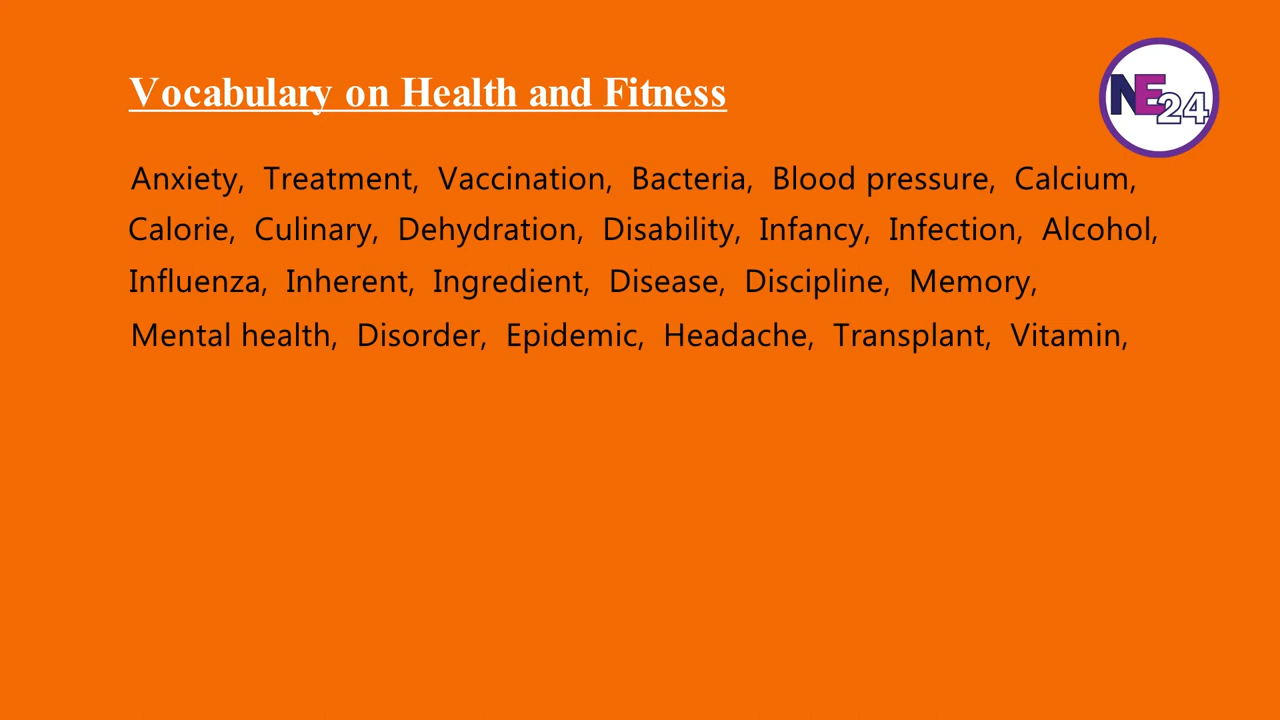 Vocabulary on Health and Fitness
NE24
Anxiety, Treatment, Vaccination, Bacteria, Blood pressure, Calcium,
Calorie, Culinary, Dehydration, Disability, Infancy, Infection, Alcohol,
Influenza, Inherent, Ingredient, Disease, Discipline, Memory,
Mental health, Disorder, Epidemic, Headache, Transplant, Vitamin,